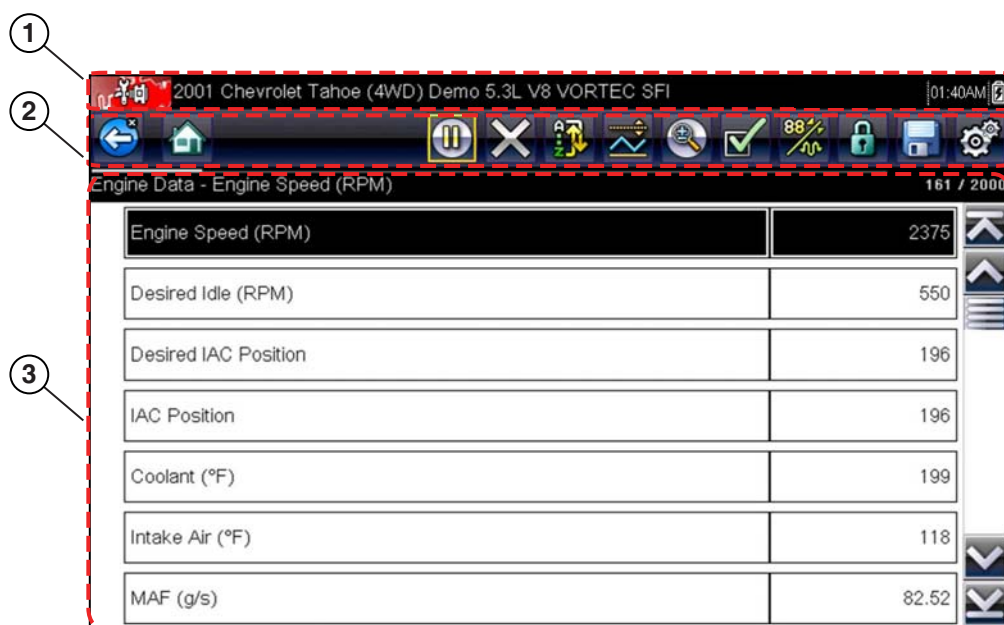 1
2001 Chevrolet Tahoe (4WD) Demo 5.3L V8 VORTEC SFI 01:40AM
2
Engine Data - Engine Speed (RPM) 161 / 2000
Engine Speed (RPM) 2375
Desired Idle (RPM) 550
Desired IAC Position 196
3
IAC Position 196
Coolant (°F) 199
Intake Air (°F) 118
MAF (g/s) 82.52